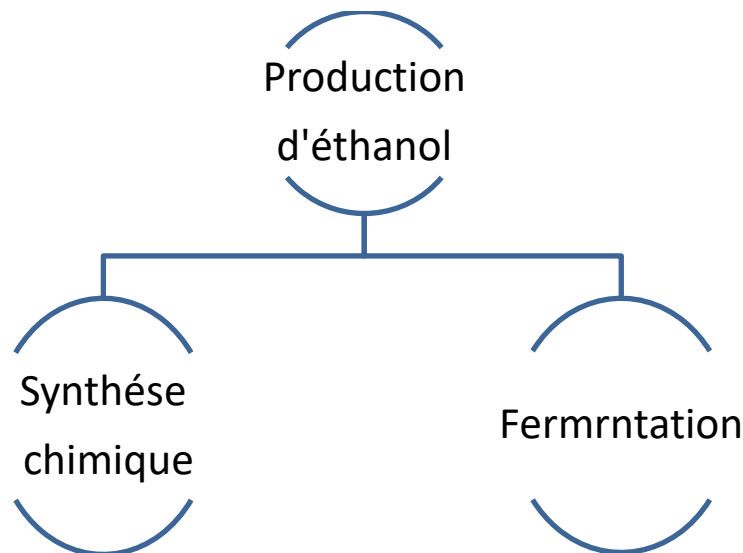 Production
d'éthanol
Synthése
chimique
Fermrntation